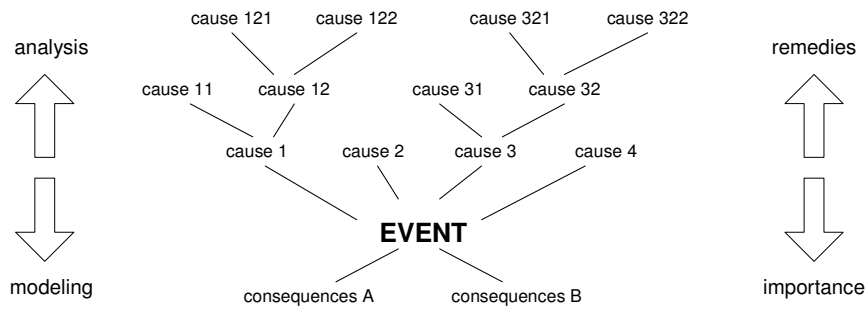 cause 121 cause 122 cause 321 cause 322
analysis remedies
cause 11 cause 12 cause 31 cause 32
cause 1 cause 2 cause 3 cause 4
EVENT
modeling importance
consequences A consequences B